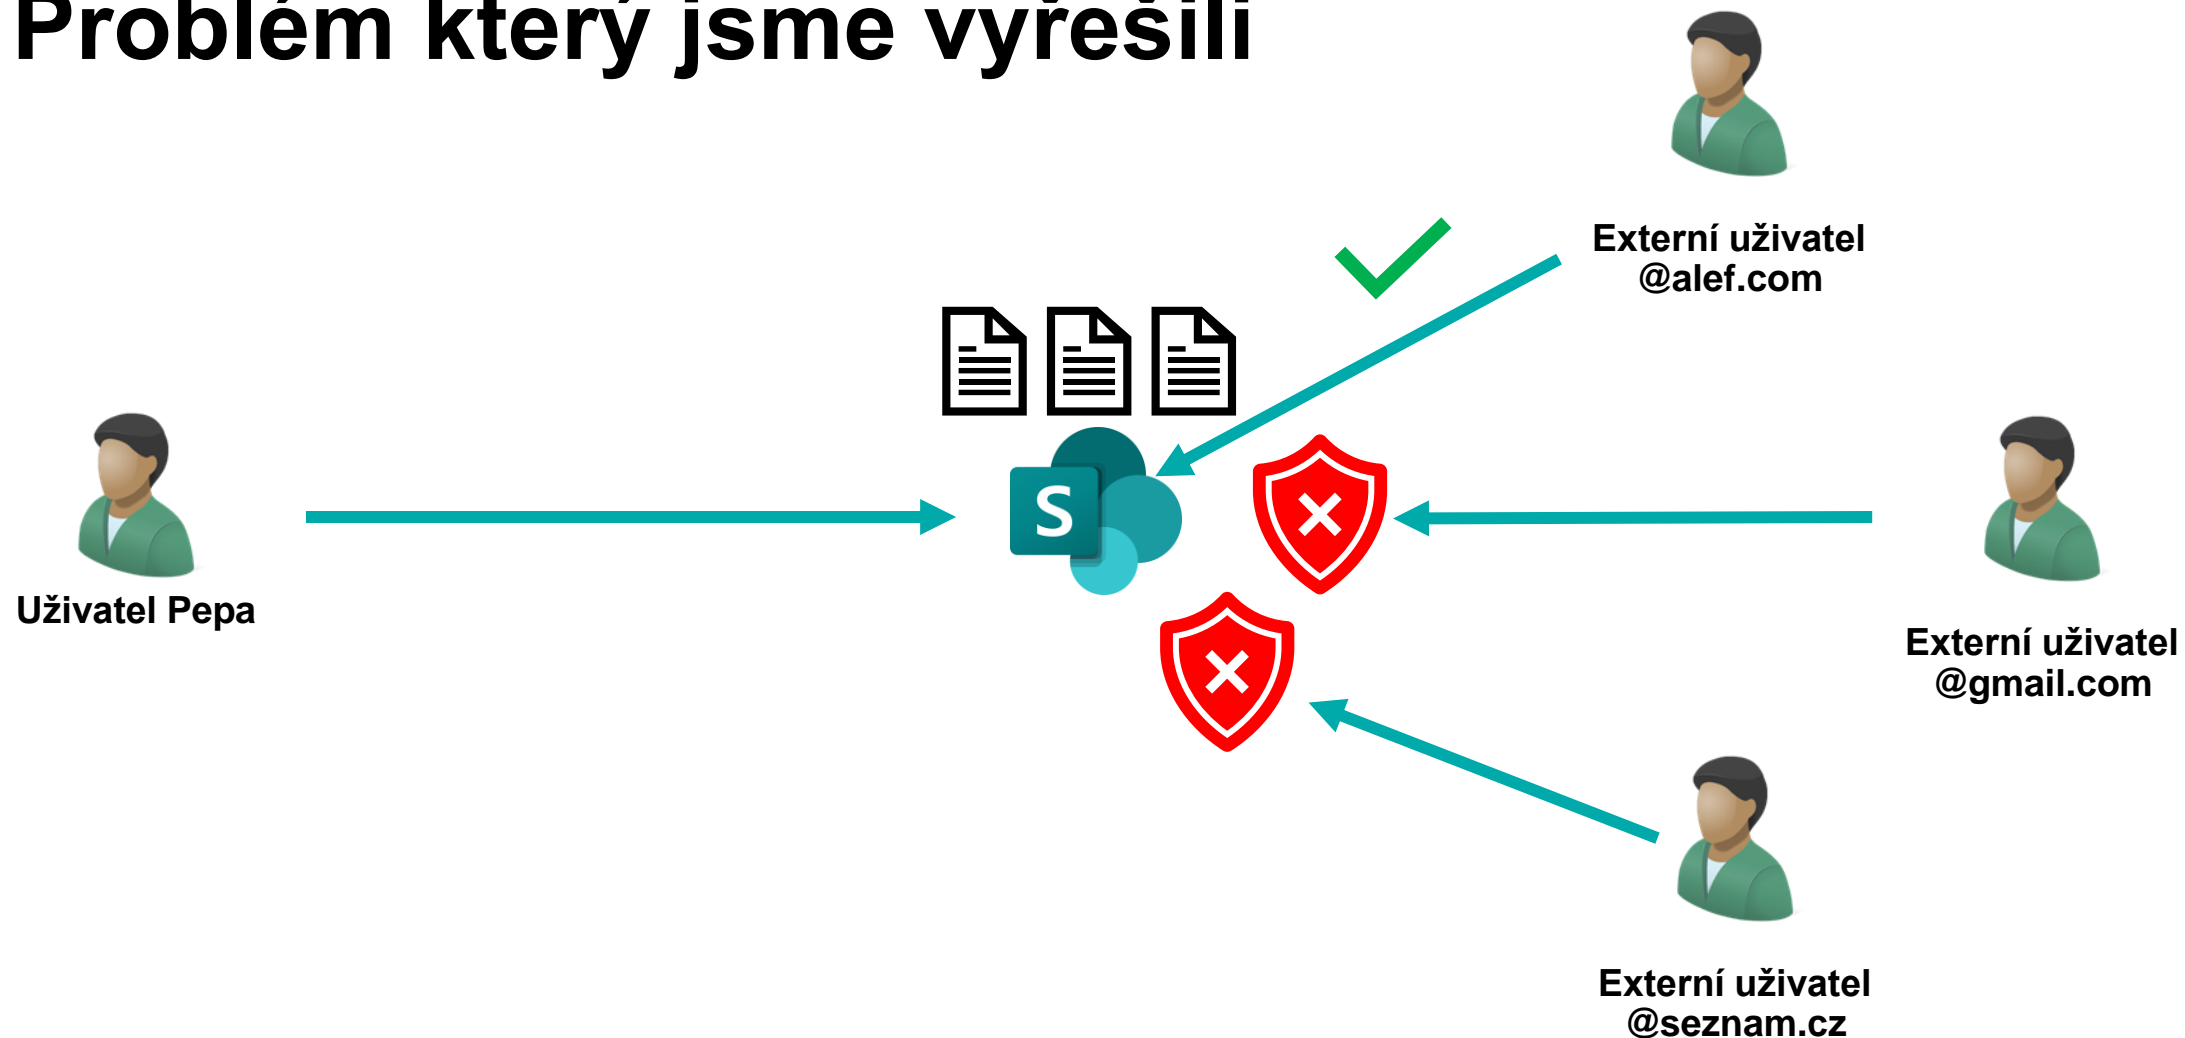 Problém který jsme vyřešili
Externí uživatel
@alef.com
S
Uživatel Pepa
Externí uživatel
@gmail.com
Externí uživatel
@seznam.cz